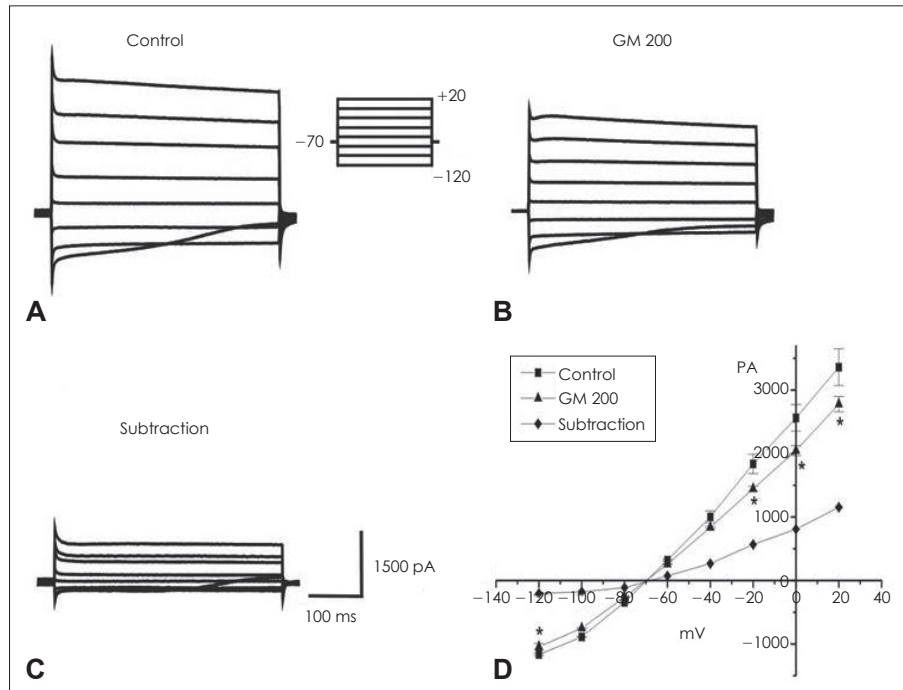 Control
GM 200
+20
−70
−120
A
B
Subtraction
1500 pA
100 ms
C
PA
Control
GM 200
Subtraction
3000
2000
1000
0
−1000
*
*
*
*
−140 −120 −100 −80 −60 −40 −20 0 20 40
mV
D